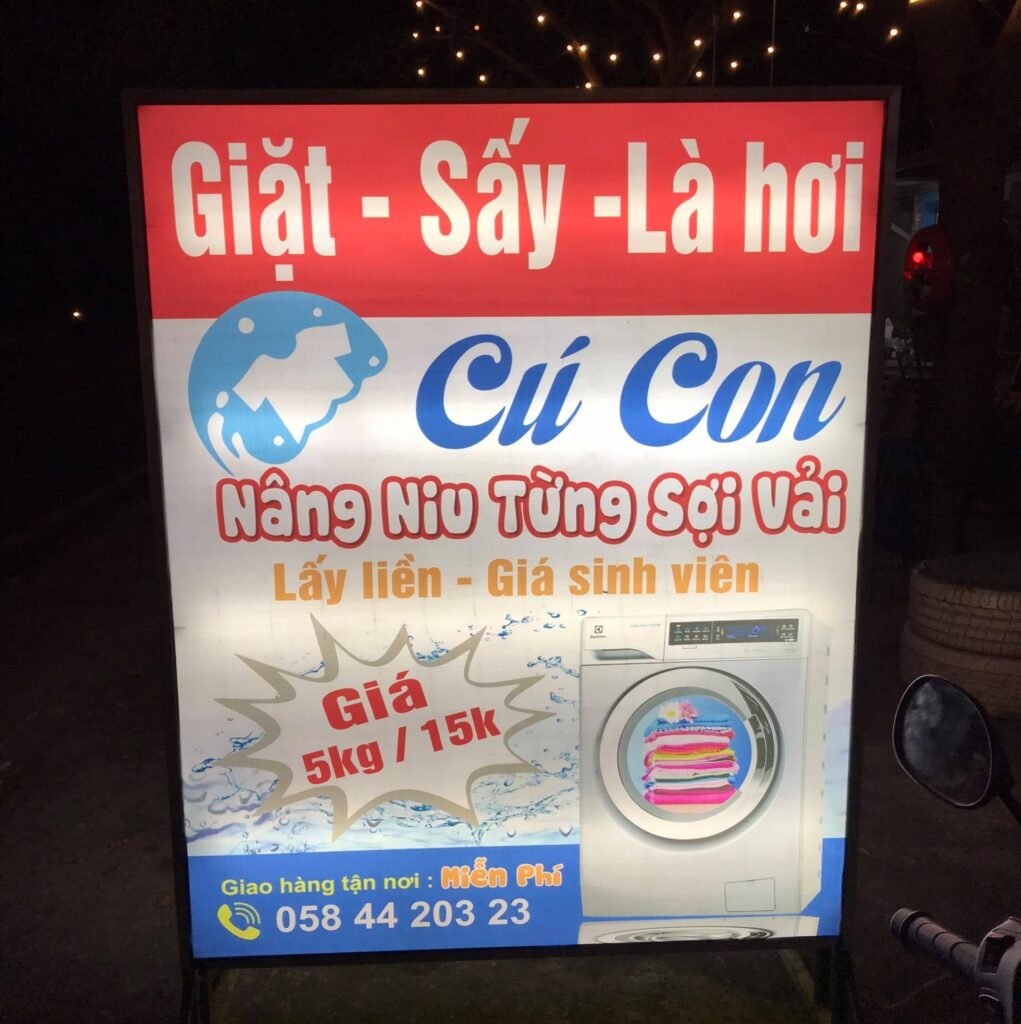 Giặt - Sấy -Là hơi
Cú Con
Nâng Niu Từng Sợi Vải
Lấy liền - Giá sinh viên
Giá
5kg / 15k
Electrolux
Giao hàng tận nơi : Miễn Phí
058 44 203 23